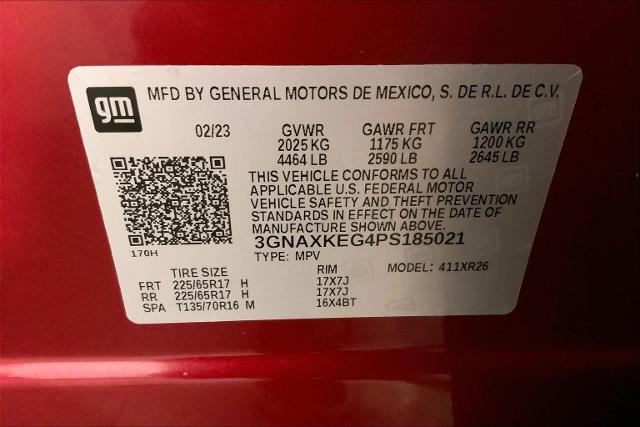 gm
MFD BY GENERAL MOTORS DE MEXICO, S. DE R.L. DE C.V.
02/23 GVWR GAWR FRT GAWR RR
2025 KG 1175 KG 1200 KG
4464 LB 2590 LB 2645 LB
THIS VEHICLE CONFORMS TO ALL
APPLICABLE U.S. FEDERAL MOTOR
VEHICLE SAFETY AND THEFT PREVENTION
STANDARDS IN EFFECT ON THE DATE OF
MANUFACTURE SHOWN ABOVE.
3GNAXKEG4PS185021
170H
TYPE: MPV
TIRE SIZE RIM MODEL: 411XR26
FRT 225/65R17 H 17X7J
RR 225/65R17 H 17X7J
SPA T135/70R16 M 16X4BT